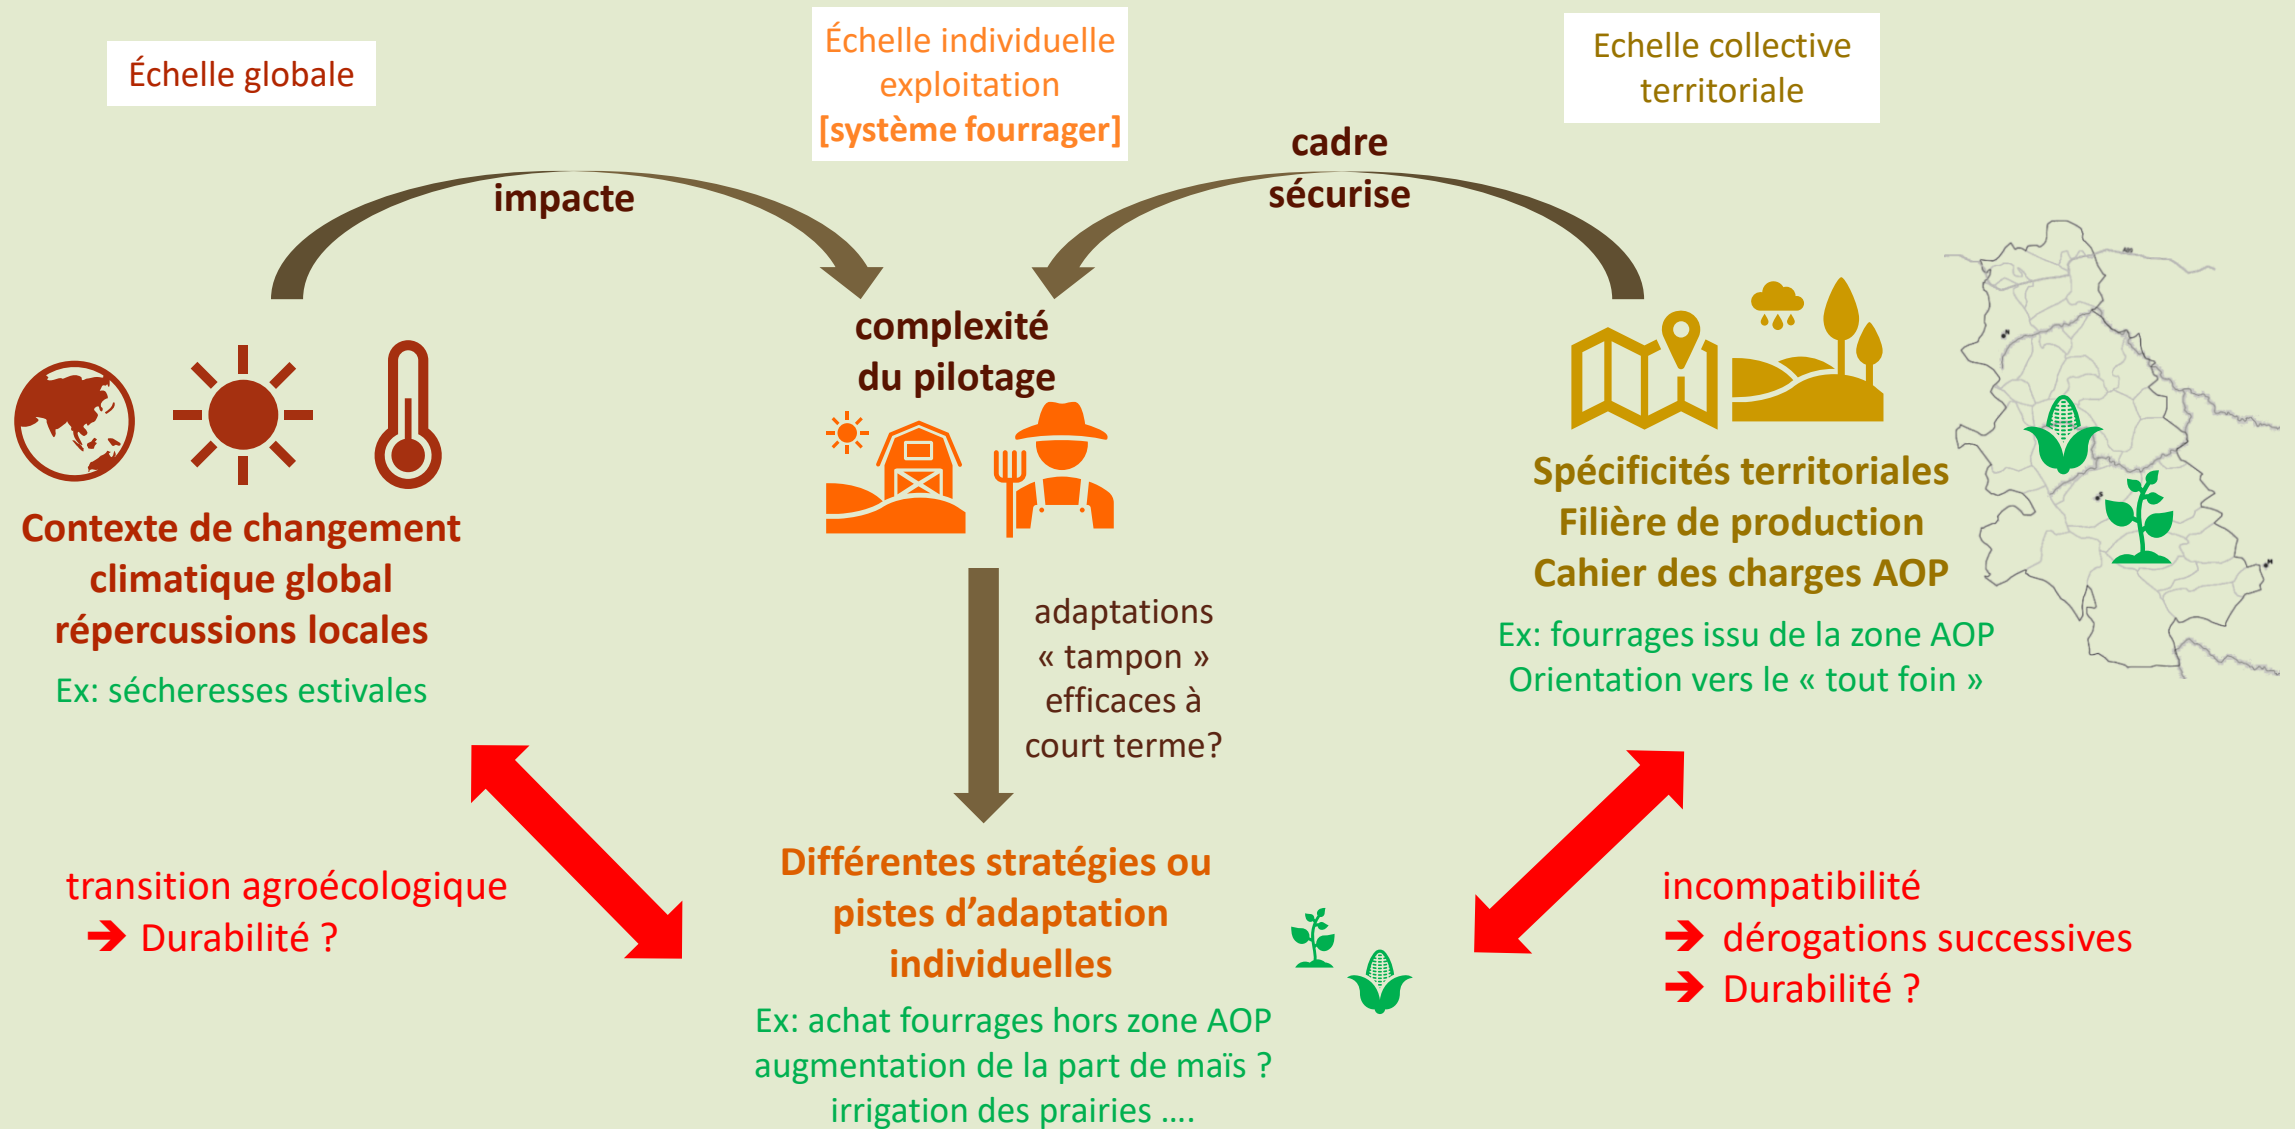 Échelle globale
Échelle individuelle
exploitation
[système fourrager]
Echelle collective
territoriale
impacte
cadre
sécurise
complexité
du pilotage
Contexte de changement
climatique global
répercussions locales
Ex: sécheresses estivales
Spécificités territoriales
Filière de production
Cahier des charges AOP
Ex: fourrages issu de la zone AOP
Orientation vers le « tout foin »
adaptations
« tampon »
efficaces à
court terme?
transition agroécologique
➔ Durabilité ?
Différentes stratégies ou
pistes d’adaptation
individuelles
Ex: achat fourrages hors zone AOP
augmentation de la part de maïs ?
irrigation des prairies ....
incompatibilité
➔ dérogations successives
➔ Durabilité ?